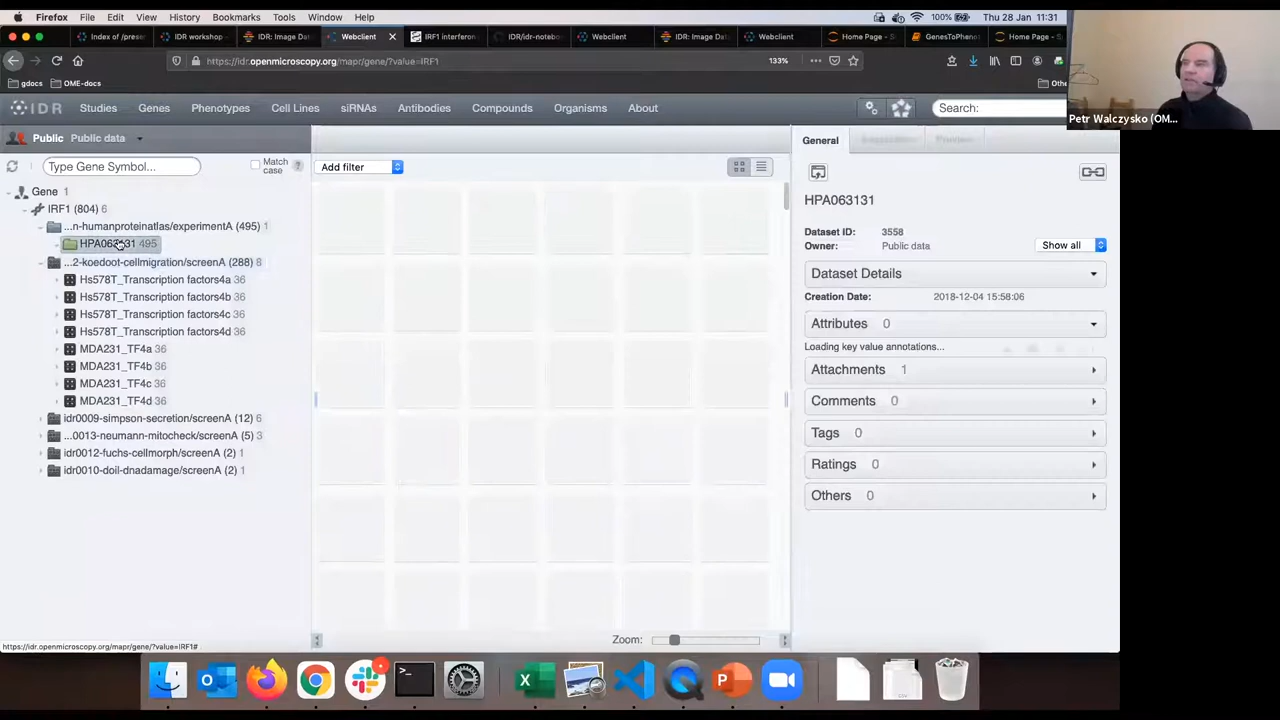 Firefox File Edit View History Bookmarks Tools Window Help 100% Thu 28 Jan 11:31
Index of /prese IDR workshop IDR: Image Dat Webclient IRF1 interferon IDR/idr-notebo Webclient IDR: Image Dat Webclient Home Page - S GenesToPhenot Home Page - S
https://idr.openmicroscopy.org/mapr/gene/?value=IRF1 133%
gdocs OME-docs Othe
Petr Walczysko (OM...
IDR Studies Genes Phenotypes Cell Lines siRNAs Antibodies Compounds Organisms About Search:
Public Public data
General
Type Gene Symbol... Match case ?
Add filter
Gene 1
IRF1 (804) 6
...n-humanproteinatlas/experimentA (495) 1
HPA063131 495
...2-koedoot-cellmigration/screenA (288) 8
Hs578T_Transcription factors4a 36
Hs578T_Transcription factors4b 36
Hs578T_Transcription factors4c 36
Hs578T_Transcription factors4d 36
MDA231_TF4a 36
MDA231_TF4b 36
MDA231_TF4c 36
MDA231_TF4d 36
idr0009-simpson-secretion/screenA (12) 6
...0013-neumann-mitocheck/screenA (5) 3
idr0012-fuchs-cellmorph/screenA (2) 1
idr0010-doil-dnadamage/screenA (2) 1
HPA063131
Dataset ID: 3558
Owner: Public data Show all
Dataset Details
Creation Date: 2018-12-04 15:58:06
Attributes 0
Loading key value annotations...
Attachments 1
Comments 0
Tags 0
Ratings 0
Others 0
Zoom:
https://idr.openmicroscopy.org/mapr/gene/?value=IRF1#